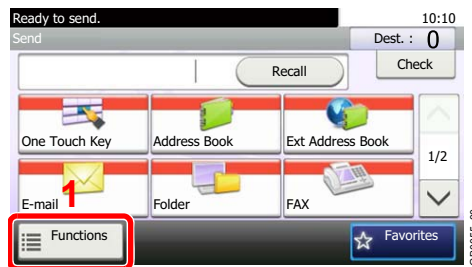 Ready to send.
10:10
Send
Dest. : 0
Recall
Check
One Touch Key
Address Book
Ext Address Book
1/2
E-mail
1
Folder
FAX
Functions
Favorites